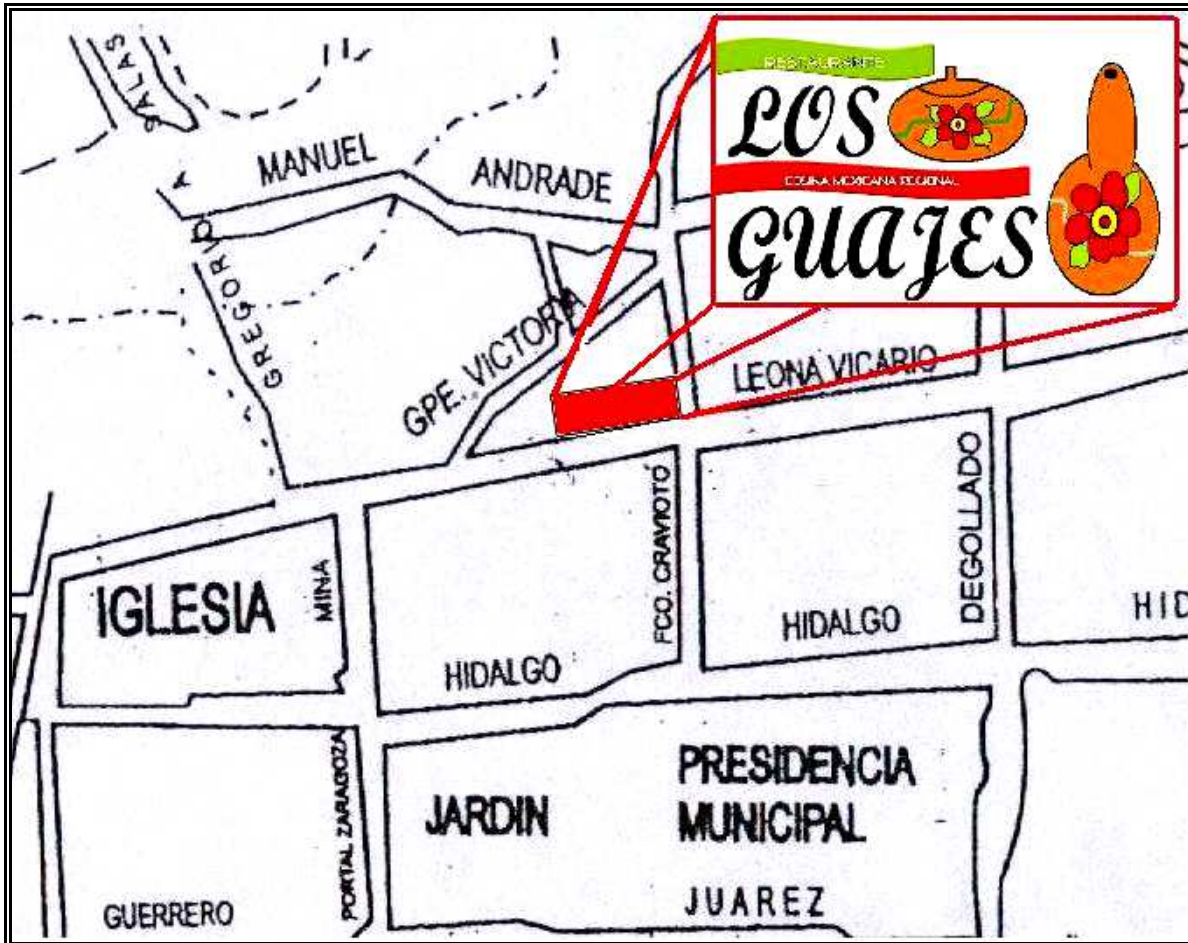 SALAS
RESTAURANTE
LOS
COCINA MEXICANA REGIONAL
GUAJES
MANUEL
ANDRADE
GREGORIO
GPE. VICTORIA
LEONA VICARIO
FCO. CRAVIOTÓ
DEGOLLADO
IGLESIA
MINA
HIDALGO
HIDALGO
HID
PORTAL ZARAGOZA
JARDIN
PRESIDENCIA
MUNICIPAL
GUERRERO
JUAREZ